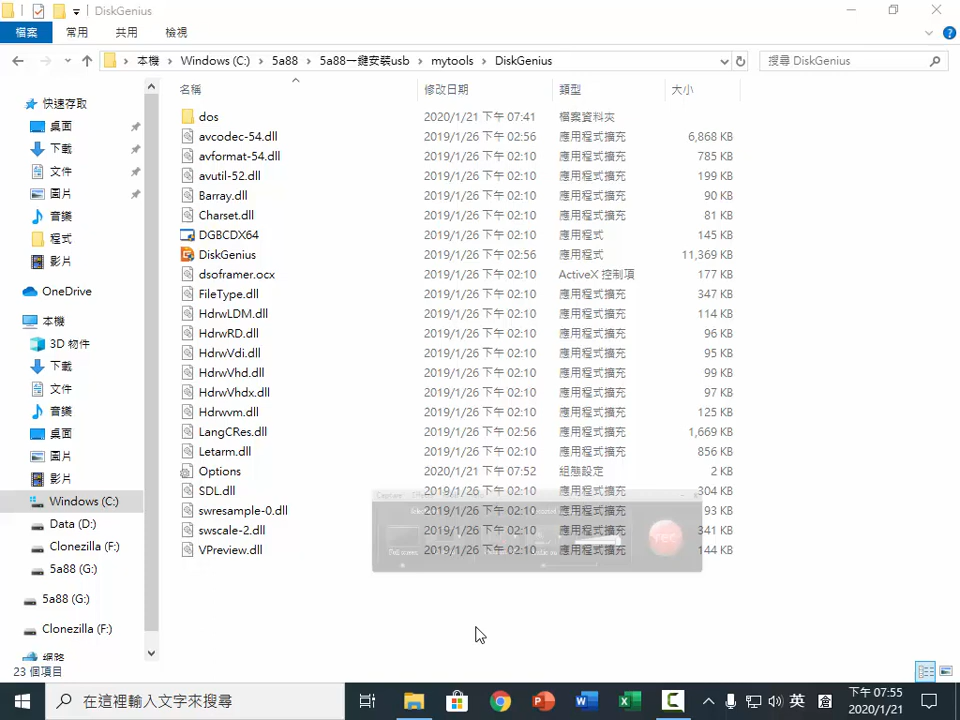 DiskGenius
檔案 常用 共用 檢視
本機 Windows (C:) 5a88 5a88一鍵安裝usb mytools DiskGenius 搜尋 DiskGenius
名稱 修改日期 類型 大小
快速存取
桌面
下載
文件
圖片
音樂
程式
影片
OneDrive
本機
3D 物件
下載
文件
音樂
桌面
圖片
影片
Windows (C:)
Data (D:)
Clonezilla (F:)
5a88 (G:)
5a88 (G:)
Clonezilla (F:)
網路
dos 2020/1/21 下午 07:41 檔案資料夾
avcodec-54.dll 2019/1/26 下午 02:56 應用程式擴充 6,868 KB
avformat-54.dll 2019/1/26 下午 02:10 應用程式擴充 785 KB
avutil-52.dll 2019/1/26 下午 02:10 應用程式擴充 199 KB
Barray.dll 2019/1/26 下午 02:10 應用程式擴充 90 KB
Charset.dll 2019/1/26 下午 02:10 應用程式擴充 81 KB
DGBCDX64 2019/1/26 下午 02:10 應用程式 145 KB
DiskGenius 2019/1/26 下午 02:56 應用程式 11,369 KB
dsoframer.ocx 2019/1/26 下午 02:10 ActiveX 控制項 177 KB
FileType.dll 2019/1/26 下午 02:10 應用程式擴充 347 KB
HdrwLDM.dll 2019/1/26 下午 02:10 應用程式擴充 114 KB
HdrwRD.dll 2019/1/26 下午 02:10 應用程式擴充 96 KB
HdrwVdi.dll 2019/1/26 下午 02:10 應用程式擴充 95 KB
HdrwVhd.dll 2019/1/26 下午 02:10 應用程式擴充 99 KB
HdrwVhdx.dll 2019/1/26 下午 02:10 應用程式擴充 97 KB
Hdrwvm.dll 2019/1/26 下午 02:10 應用程式擴充 125 KB
LangCRes.dll 2019/1/26 下午 02:56 應用程式擴充 1,669 KB
Letarm.dll 2019/1/26 下午 02:10 應用程式擴充 856 KB
Options 2020/1/21 下午 07:52 組態設定 2 KB
SDL.dll 2019/1/26 下午 02:10 應用程式擴充 304 KB
swresample-0.dll 2019/1/26 下午 02:10 應用程式擴充 93 KB
swscale-2.dll 2019/1/26 下午 02:10 應用程式擴充 341 KB
VPreview.dll 2019/1/26 下午 02:10 應用程式擴充 144 KB
Capture
Full screen
rec
23 個項目
在這裡輸入文字來搜尋
英
倉
下午 07:55
2020/1/21